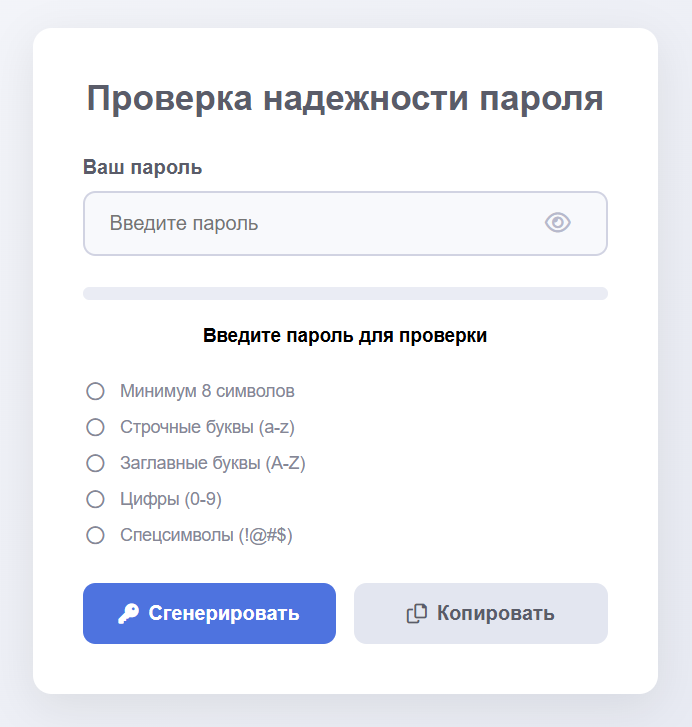 Проверка надежности пароля
Ваш пароль
Введите пароль
Введите пароль для проверки
Минимум 8 символов
Строчные буквы (a-z)
Заглавные буквы (A-Z)
Цифры (0-9)
Спецсимволы (!@#$)
Сгенерировать
Копировать